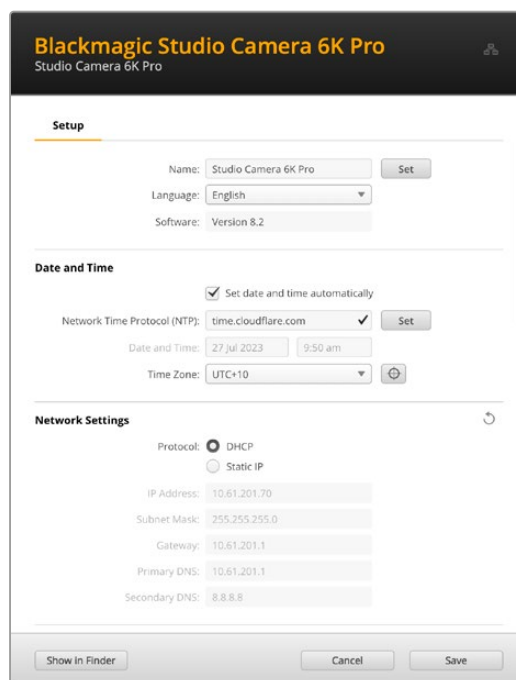 Blackmagic Studio Camera 6K Pro
Studio Camera 6K Pro
Setup
Name: Studio Camera 6K Pro Set
Language: English
Software: Version 8.2
Date and Time
Set date and time automatically
Network Time Protocol (NTP): time.cloudflare.com Set
Date and Time: 27 Jul 2023 9:50 am
Time Zone: UTC+10
Network Settings
Protocol: DHCP
Static IP
IP Address: 10.61.201.70
Subnet Mask: 255.255.255.0
Gateway: 10.61.201.1
Primary DNS: 10.61.201.1
Secondary DNS: 8.8.8.8
Show in Finder Cancel Save